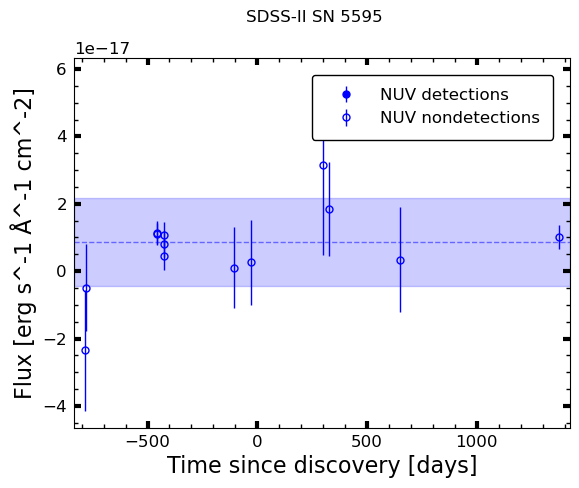 SDSS-II SN 5595
1e−17
Flux [erg s^-1 Å^-1 cm^-2]
6
4
2
0
−2
−4
NUV detections
NUV nondetections
−500
0
500
1000
Time since discovery [days]